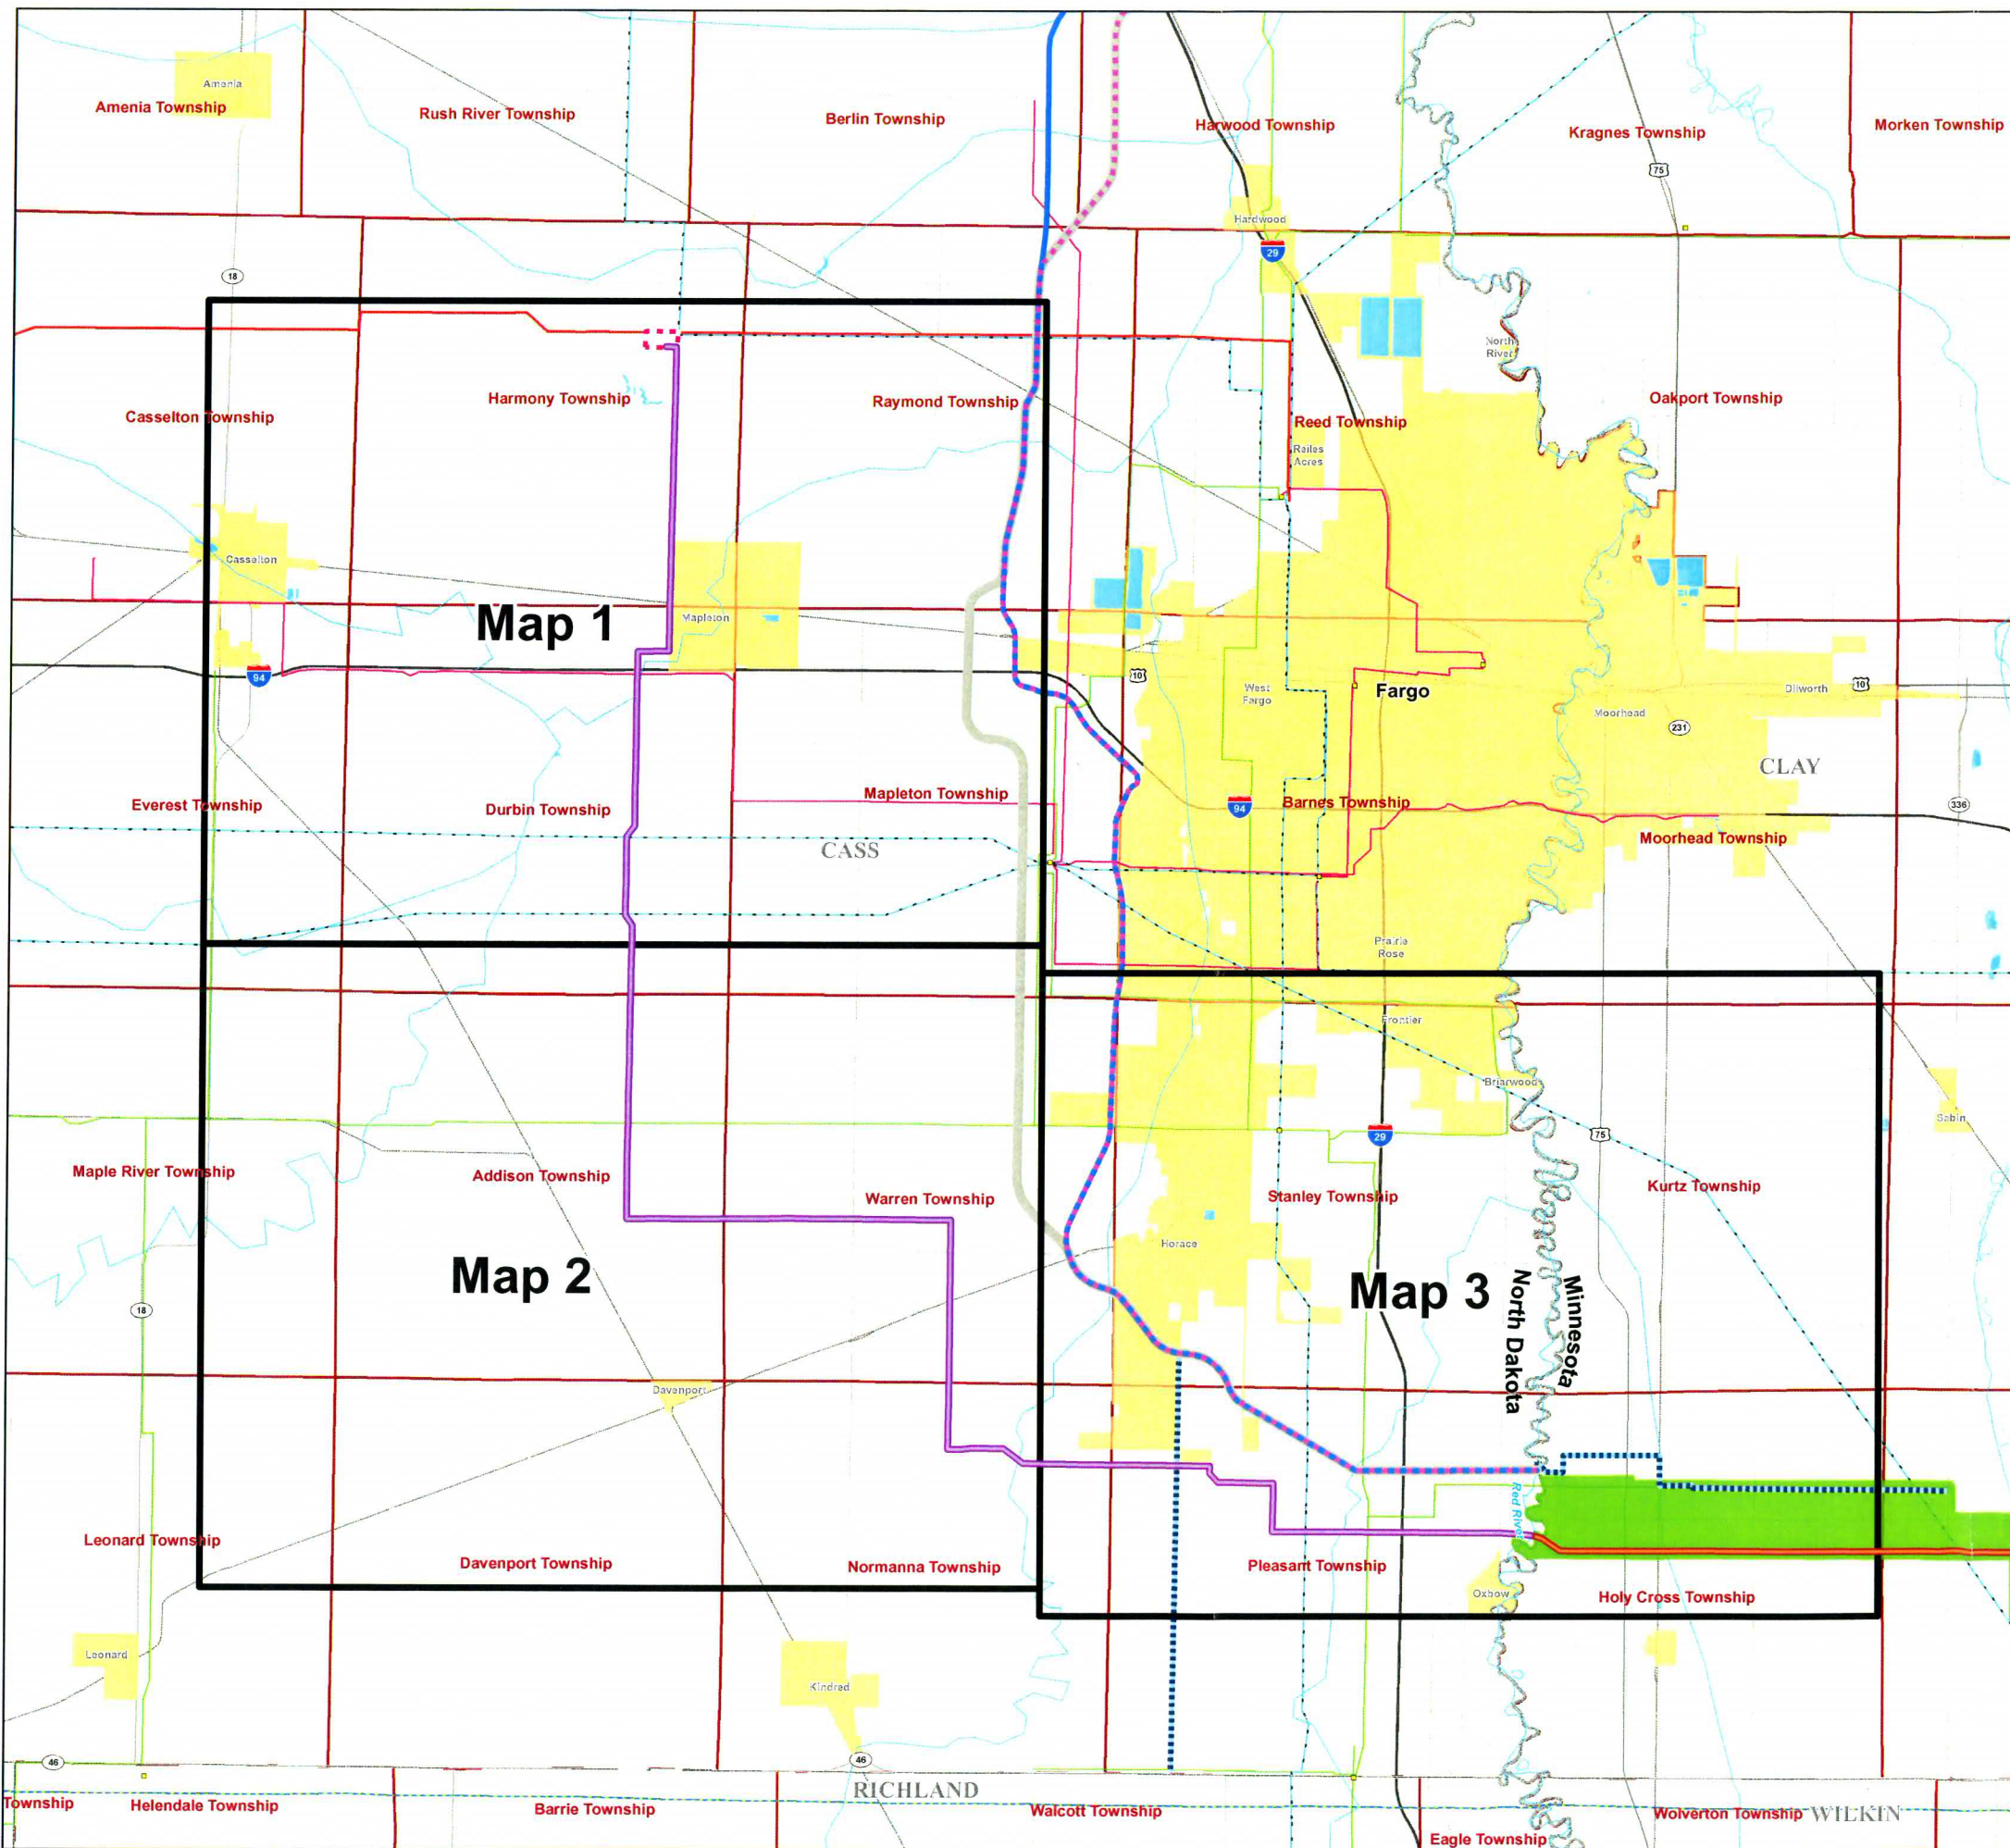 Amenia
Amenia Township
Rush River Township
Berlin Township
Harwood Township
Kragnes Township
Morken Township
75
Hardwood
29
18
North
River
Harmony Township
Raymond Township
Oakport Township
Casselton Township
Reed Township
Reiles
Acres
Casselton
Map 1
Mapleton
94
10
West
Fargo
Fargo
Dilworth
10
Moorhead
231
CLAY
Everest Township
Durbin Township
Mapleton Township
94
Barnes Township
336
Moorhead Township
CASS
Prairie
Rose
Frontier
Briarwood
Sabin
29
75
Maple River Township
Addison Township
Warren Township
Stanley Township
Kurtz Township
Horace
Map 2
Map 3
North Dakota
Minnesota
18
Davenport
Red River
Leonard Township
Davenport Township
Normanna Township
Pleasant Township
Oxbow
Holy Cross Township
Leonard
Kindred
46
46
RICHLAND
Township
Helendale Township
Barrie Township
Walcott Township
Wolverton Township
WILKIN
Eagle Township